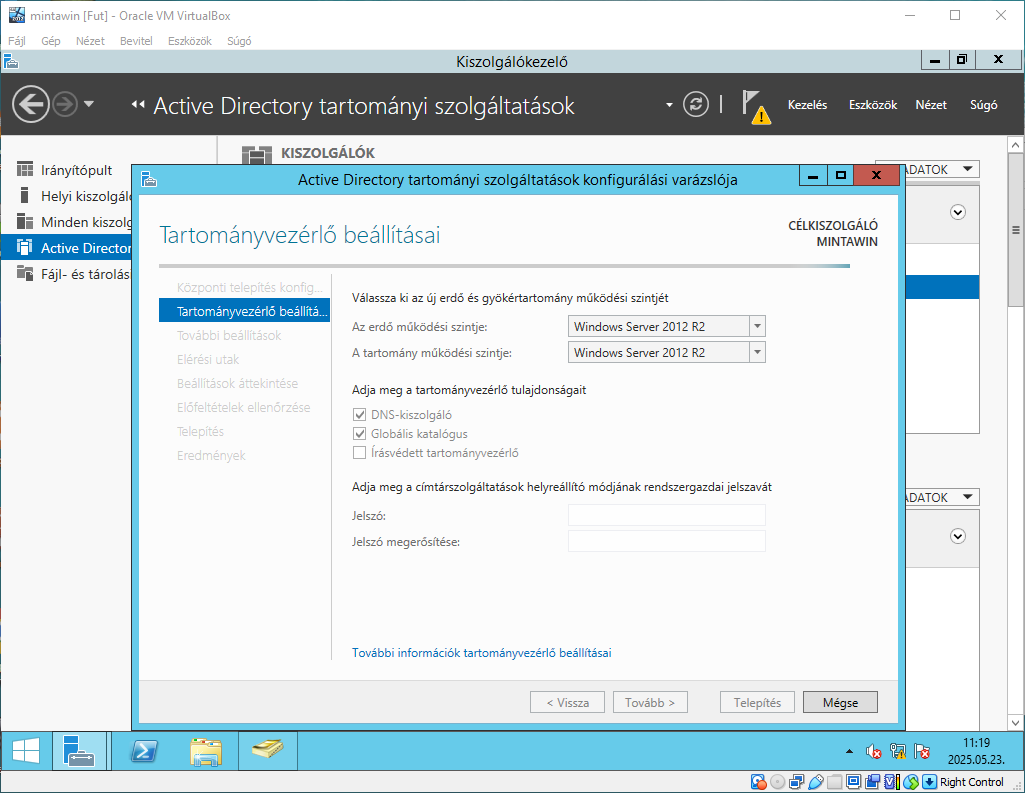 mintawin [Fut] - Oracle VM VirtualBox
Fájl Gép Nézet Bevitel Eszközök Súgó
Kiszolgálókezelő
Active Directory tartományi szolgáltatások
Kezelés Eszközök Nézet Súgó
Irányítópult
Helyi kiszolgáló
Minden kiszolg
Active Director
Fájl- és tárolás
KISZOLGÁLÓK
ADATOK
Active Directory tartományi szolgáltatások konfigurálási varázslója
Tartományvezérlő beállításai
CÉLKISZOLGÁLÓ
MINTAWIN
Központi telepítés konfig...
Tartományvezérlő beállítá...
További beállítások
Elérési utak
Beállítások áttekintése
Előfeltételek ellenőrzése
Telepítés
Eredmények
Válassza ki az új erdő és gyökértartomány működési szintjét
Az erdő működési szintje: Windows Server 2012 R2
A tartomány működési szintje: Windows Server 2012 R2
Adja meg a tartományvezérlő tulajdonságait
DNS-kiszolgáló
Globális katalógus
Írásvédett tartományvezérlő
Adja meg a címtárszolgáltatások helyreállító módjának rendszergazdai jelszavát
Jelszó:
Jelszó megerősítése:
További információk tartományvezérlő beállításai
< Vissza Tovább > Telepítés Mégse
ADATOK
11:19
2025.05.23.
Right Control